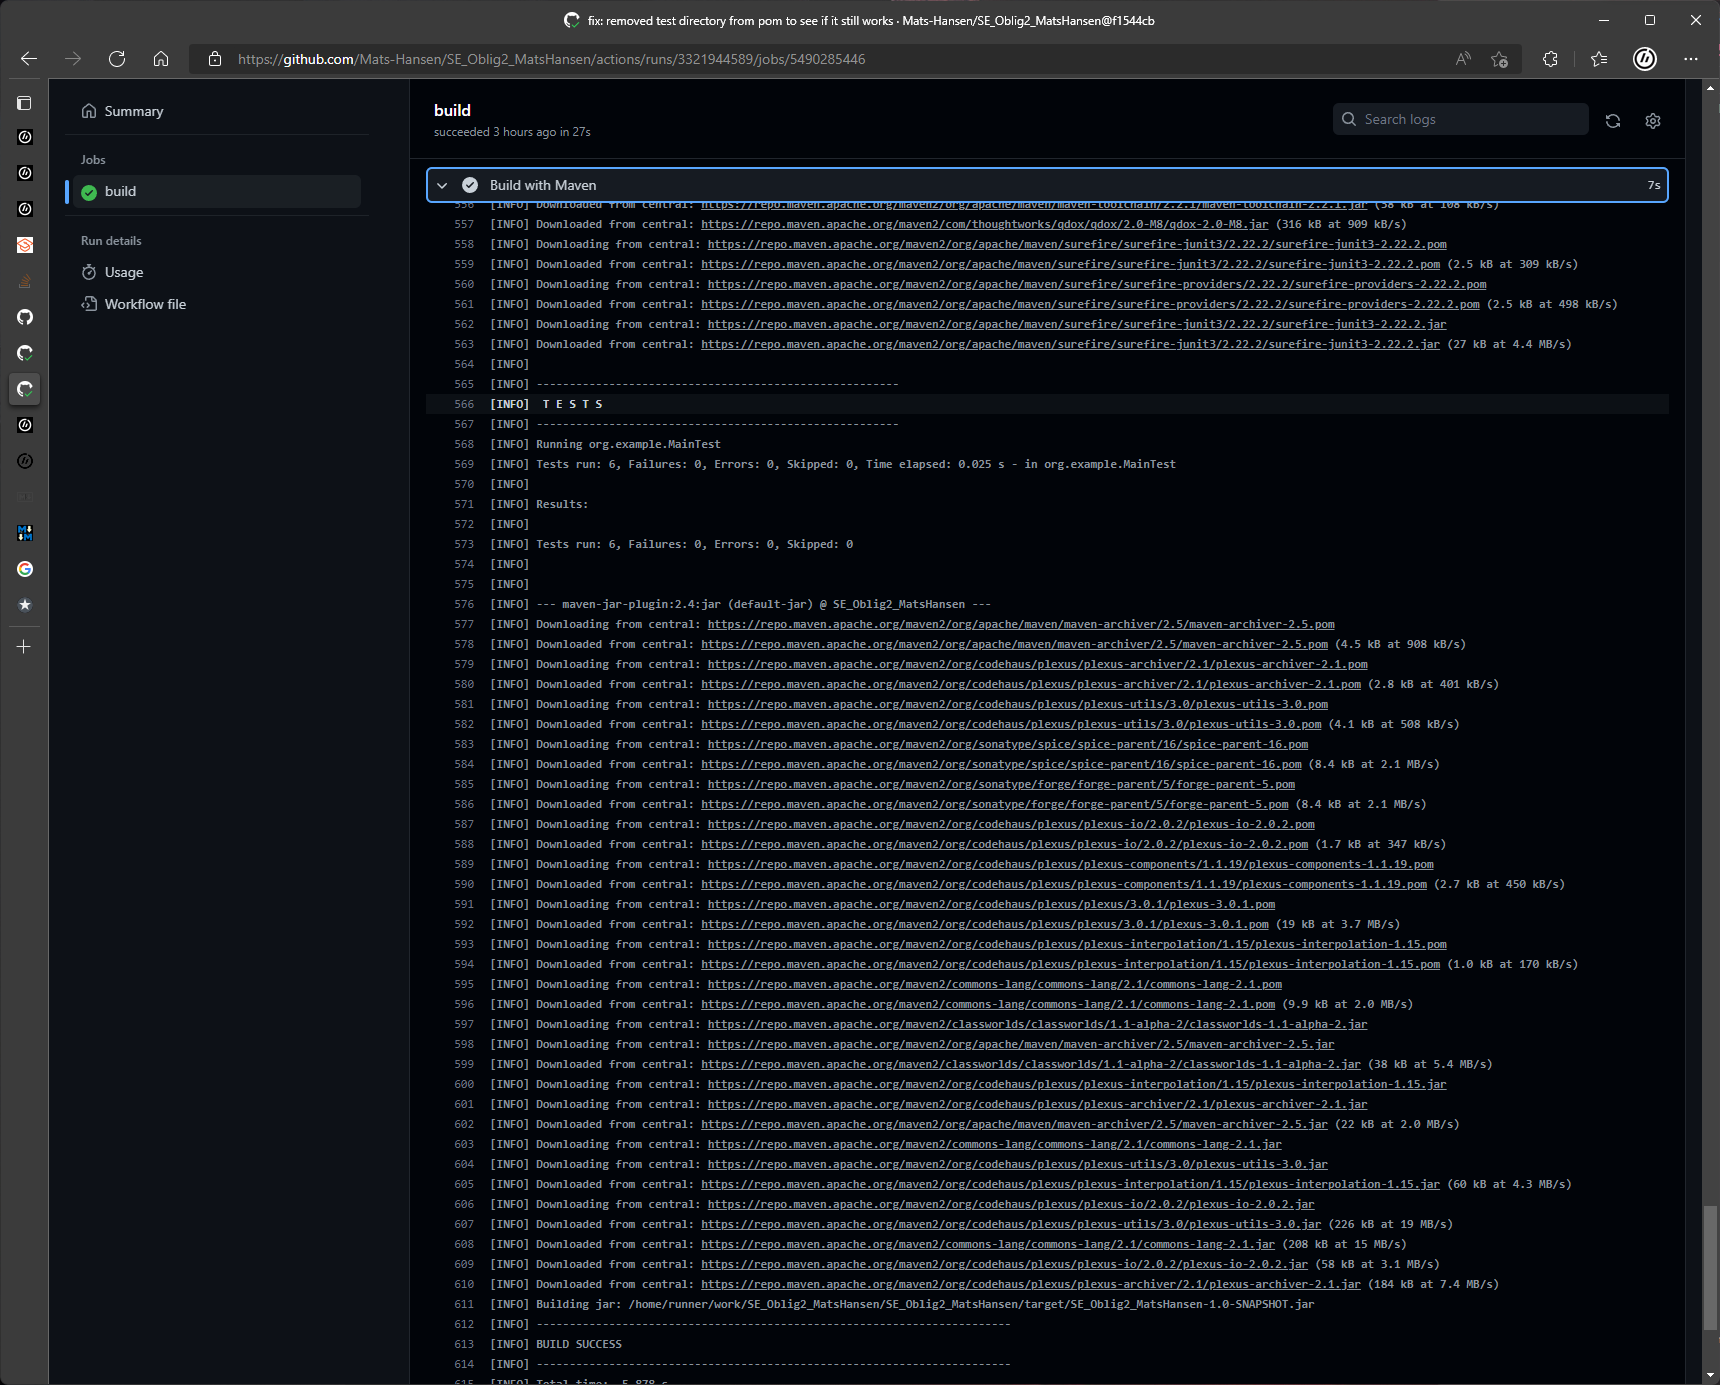 fix: removed test directory from pom to see if it still works · Mats-Hansen/SE_Oblig2_MatsHansen@f1544cb
https://github.com/Mats-Hansen/SE_Oblig2_MatsHansen/actions/runs/3321944589/jobs/5490285446
Summary
Jobs
build
Run details
Usage
Workflow file
build
succeeded 3 hours ago in 27s
Search logs
Build with Maven 7s
556 [INFO] Downloaded from central: https://repo.maven.apache.org/maven2/org/apache/maven/maven-toolchain/2.2.1/maven-toolchain-2.2.1.jar (38 kB at 108 kB/s)
557 [INFO] Downloaded from central: https://repo.maven.apache.org/maven2/com/thoughtworks/qdox/qdox/2.0-M8/qdox-2.0-M8.jar (316 kB at 909 kB/s)
558 [INFO] Downloading from central: https://repo.maven.apache.org/maven2/org/apache/maven/surefire/surefire-junit3/2.22.2/surefire-junit3-2.22.2.pom
559 [INFO] Downloaded from central: https://repo.maven.apache.org/maven2/org/apache/maven/surefire/surefire-junit3/2.22.2/surefire-junit3-2.22.2.pom (2.5 kB at 309 kB/s)
560 [INFO] Downloading from central: https://repo.maven.apache.org/maven2/org/apache/maven/surefire/surefire-providers/2.22.2/surefire-providers-2.22.2.pom
561 [INFO] Downloaded from central: https://repo.maven.apache.org/maven2/org/apache/maven/surefire/surefire-providers/2.22.2/surefire-providers-2.22.2.pom (2.5 kB at 498 kB/s)
562 [INFO] Downloading from central: https://repo.maven.apache.org/maven2/org/apache/maven/surefire/surefire-junit3/2.22.2/surefire-junit3-2.22.2.jar
563 [INFO] Downloaded from central: https://repo.maven.apache.org/maven2/org/apache/maven/surefire/surefire-junit3/2.22.2/surefire-junit3-2.22.2.jar (27 kB at 4.4 MB/s)
564 [INFO]
565 [INFO] -------------------------------------------------------
566 [INFO]  T E S T S
567 [INFO] -------------------------------------------------------
568 [INFO] Running org.example.MainTest
569 [INFO] Tests run: 6, Failures: 0, Errors: 0, Skipped: 0, Time elapsed: 0.025 s - in org.example.MainTest
570 [INFO]
571 [INFO] Results:
572 [INFO]
573 [INFO] Tests run: 6, Failures: 0, Errors: 0, Skipped: 0
574 [INFO]
575 [INFO]
576 [INFO] --- maven-jar-plugin:2.4:jar (default-jar) @ SE_Oblig2_MatsHansen ---
577 [INFO] Downloading from central: https://repo.maven.apache.org/maven2/org/apache/maven/maven-archiver/2.5/maven-archiver-2.5.pom
578 [INFO] Downloaded from central: https://repo.maven.apache.org/maven2/org/apache/maven/maven-archiver/2.5/maven-archiver-2.5.pom (4.5 kB at 908 kB/s)
579 [INFO] Downloading from central: https://repo.maven.apache.org/maven2/org/codehaus/plexus/plexus-archiver/2.1/plexus-archiver-2.1.pom
580 [INFO] Downloaded from central: https://repo.maven.apache.org/maven2/org/codehaus/plexus/plexus-archiver/2.1/plexus-archiver-2.1.pom (2.8 kB at 401 kB/s)
581 [INFO] Downloading from central: https://repo.maven.apache.org/maven2/org/codehaus/plexus/plexus-utils/3.0/plexus-utils-3.0.pom
582 [INFO] Downloaded from central: https://repo.maven.apache.org/maven2/org/codehaus/plexus/plexus-utils/3.0/plexus-utils-3.0.pom (4.1 kB at 508 kB/s)
583 [INFO] Downloading from central: https://repo.maven.apache.org/maven2/org/sonatype/spice/spice-parent/16/spice-parent-16.pom
584 [INFO] Downloaded from central: https://repo.maven.apache.org/maven2/org/sonatype/spice/spice-parent/16/spice-parent-16.pom (8.4 kB at 2.1 MB/s)
585 [INFO] Downloading from central: https://repo.maven.apache.org/maven2/org/sonatype/forge/forge-parent/5/forge-parent-5.pom
586 [INFO] Downloaded from central: https://repo.maven.apache.org/maven2/org/sonatype/forge/forge-parent/5/forge-parent-5.pom (8.4 kB at 2.1 MB/s)
587 [INFO] Downloading from central: https://repo.maven.apache.org/maven2/org/codehaus/plexus/plexus-io/2.0.2/plexus-io-2.0.2.pom
588 [INFO] Downloaded from central: https://repo.maven.apache.org/maven2/org/codehaus/plexus/plexus-io/2.0.2/plexus-io-2.0.2.pom (1.7 kB at 347 kB/s)
589 [INFO] Downloading from central: https://repo.maven.apache.org/maven2/org/codehaus/plexus/plexus-components/1.1.19/plexus-components-1.1.19.pom
590 [INFO] Downloaded from central: https://repo.maven.apache.org/maven2/org/codehaus/plexus/plexus-components/1.1.19/plexus-components-1.1.19.pom (2.7 kB at 450 kB/s)
591 [INFO] Downloading from central: https://repo.maven.apache.org/maven2/org/codehaus/plexus/plexus/3.0.1/plexus-3.0.1.pom
592 [INFO] Downloaded from central: https://repo.maven.apache.org/maven2/org/codehaus/plexus/plexus/3.0.1/plexus-3.0.1.pom (19 kB at 3.7 MB/s)
593 [INFO] Downloading from central: https://repo.maven.apache.org/maven2/org/codehaus/plexus/plexus-interpolation/1.15/plexus-interpolation-1.15.pom
594 [INFO] Downloaded from central: https://repo.maven.apache.org/maven2/org/codehaus/plexus/plexus-interpolation/1.15/plexus-interpolation-1.15.pom (1.0 kB at 170 kB/s)
595 [INFO] Downloading from central: https://repo.maven.apache.org/maven2/commons-lang/commons-lang/2.1/commons-lang-2.1.pom
596 [INFO] Downloaded from central: https://repo.maven.apache.org/maven2/commons-lang/commons-lang/2.1/commons-lang-2.1.pom (9.9 kB at 2.0 MB/s)
597 [INFO] Downloading from central: https://repo.maven.apache.org/maven2/classworlds/classworlds/1.1-alpha-2/classworlds-1.1-alpha-2.jar
598 [INFO] Downloading from central: https://repo.maven.apache.org/maven2/org/apache/maven/maven-archiver/2.5/maven-archiver-2.5.jar
599 [INFO] Downloaded from central: https://repo.maven.apache.org/maven2/classworlds/classworlds/1.1-alpha-2/classworlds-1.1-alpha-2.jar (38 kB at 5.4 MB/s)
600 [INFO] Downloading from central: https://repo.maven.apache.org/maven2/org/codehaus/plexus/plexus-interpolation/1.15/plexus-interpolation-1.15.jar
601 [INFO] Downloading from central: https://repo.maven.apache.org/maven2/org/codehaus/plexus/plexus-archiver/2.1/plexus-archiver-2.1.jar
602 [INFO] Downloaded from central: https://repo.maven.apache.org/maven2/org/apache/maven/maven-archiver/2.5/maven-archiver-2.5.jar (22 kB at 2.0 MB/s)
603 [INFO] Downloading from central: https://repo.maven.apache.org/maven2/commons-lang/commons-lang/2.1/commons-lang-2.1.jar
604 [INFO] Downloading from central: https://repo.maven.apache.org/maven2/org/codehaus/plexus/plexus-utils/3.0/plexus-utils-3.0.jar
605 [INFO] Downloaded from central: https://repo.maven.apache.org/maven2/org/codehaus/plexus/plexus-interpolation/1.15/plexus-interpolation-1.15.jar (60 kB at 4.3 MB/s)
606 [INFO] Downloading from central: https://repo.maven.apache.org/maven2/org/codehaus/plexus/plexus-io/2.0.2/plexus-io-2.0.2.jar
607 [INFO] Downloaded from central: https://repo.maven.apache.org/maven2/org/codehaus/plexus/plexus-utils/3.0/plexus-utils-3.0.jar (226 kB at 19 MB/s)
608 [INFO] Downloaded from central: https://repo.maven.apache.org/maven2/commons-lang/commons-lang/2.1/commons-lang-2.1.jar (208 kB at 15 MB/s)
609 [INFO] Downloaded from central: https://repo.maven.apache.org/maven2/org/codehaus/plexus/plexus-io/2.0.2/plexus-io-2.0.2.jar (58 kB at 3.1 MB/s)
610 [INFO] Downloaded from central: https://repo.maven.apache.org/maven2/org/codehaus/plexus/plexus-archiver/2.1/plexus-archiver-2.1.jar (184 kB at 7.4 MB/s)
611 [INFO] Building jar: /home/runner/work/SE_Oblig2_MatsHansen/SE_Oblig2_MatsHansen/target/SE_Oblig2_MatsHansen-1.0-SNAPSHOT.jar
612 [INFO] ------------------------------------------------------------------------
613 [INFO] BUILD SUCCESS
614 [INFO] ------------------------------------------------------------------------
615 [INFO] Total time:  5.878 s